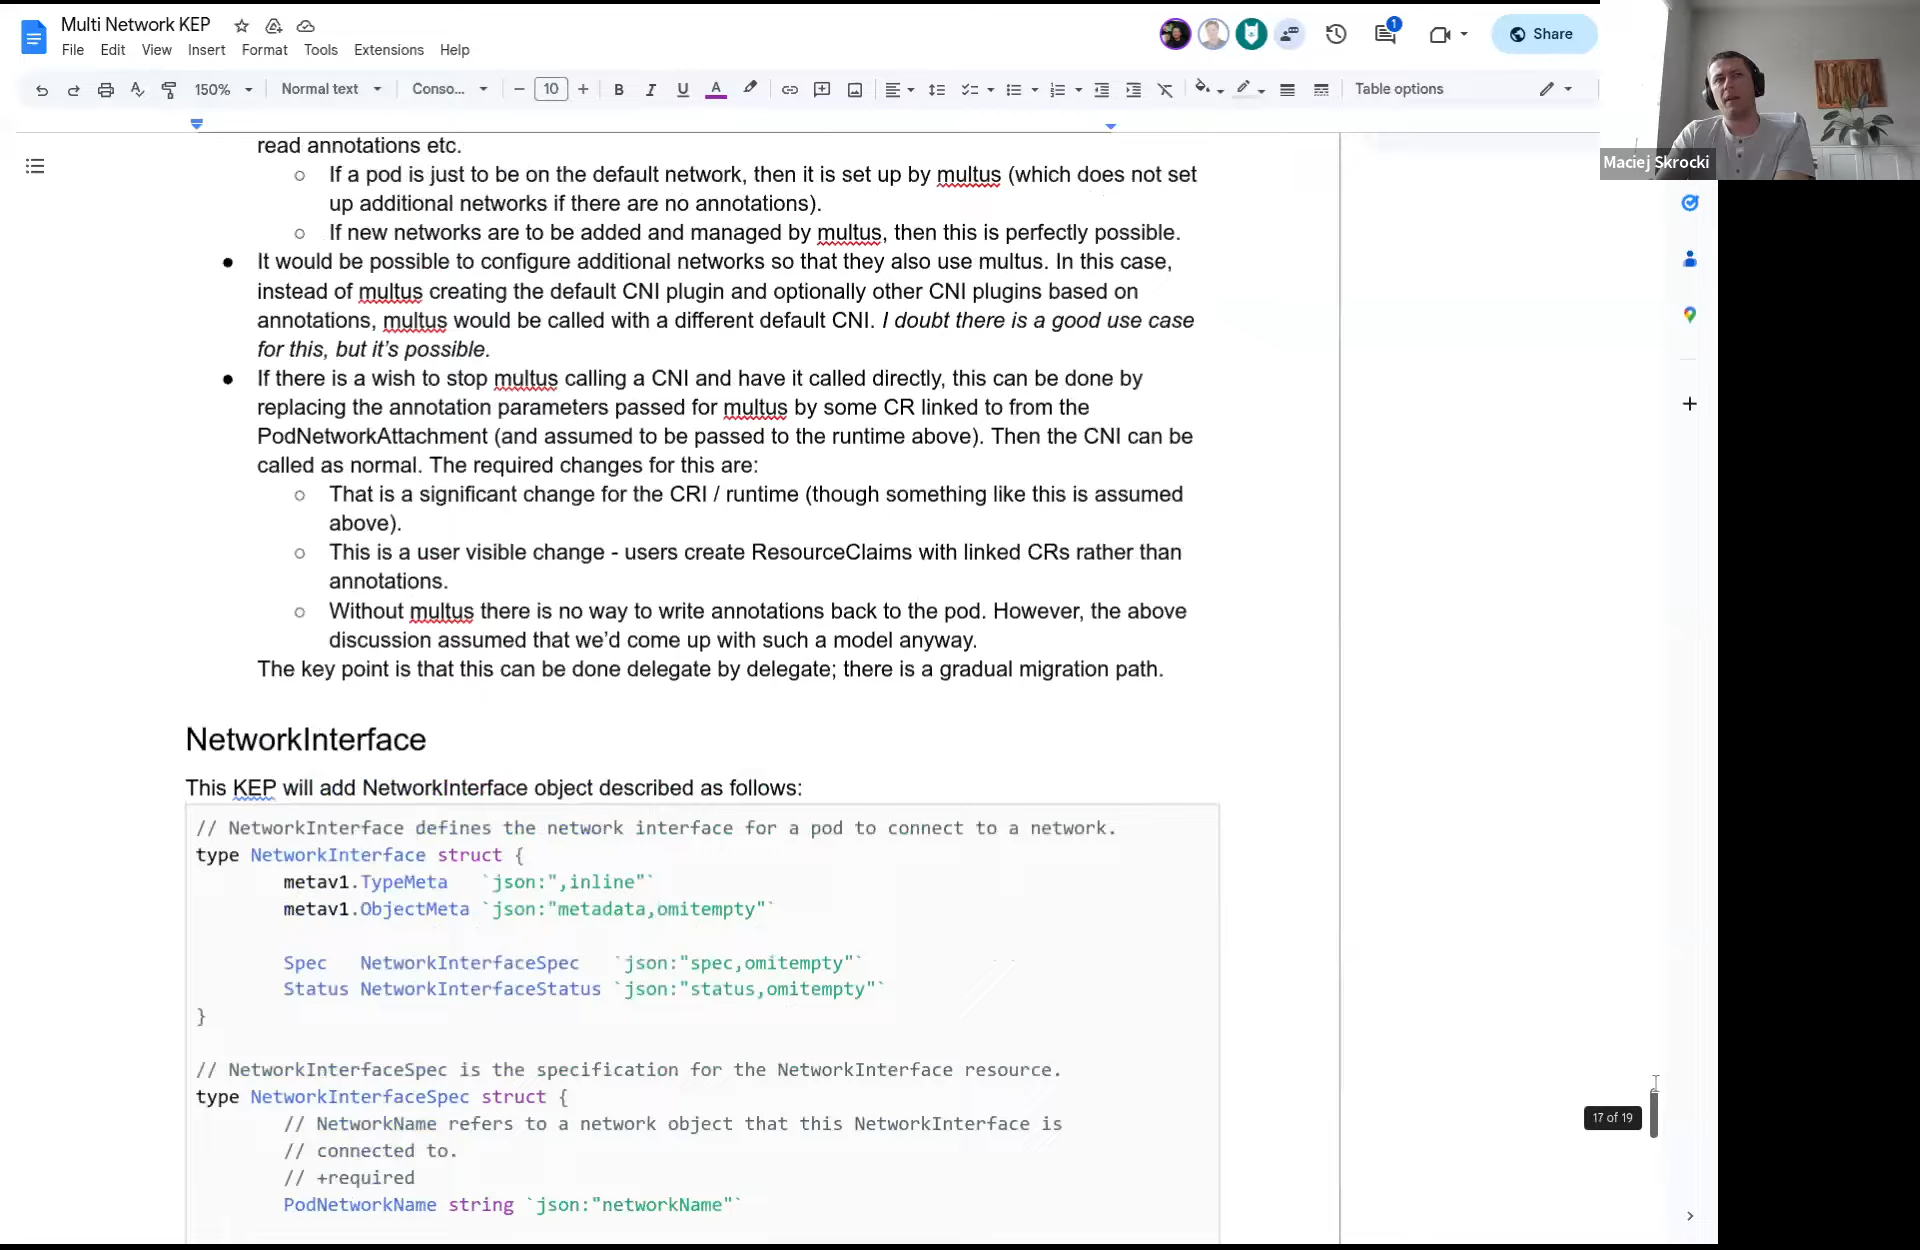 Multi Network KEP
File Edit View Insert Format Tools Extensions Help
1
Share
150% Normal text Conso... 10 B I U A Table options
Maciej Skrocki
read annotations etc.
○ If a pod is just to be on the default network, then it is set up by multus (which does not set
up additional networks if there are no annotations).
○ If new networks are to be added and managed by multus, then this is perfectly possible.
● It would be possible to configure additional networks so that they also use multus. In this case,
instead of multus creating the default CNI plugin and optionally other CNI plugins based on
annotations, multus would be called with a different default CNI. I doubt there is a good use case
for this, but it's possible.
● If there is a wish to stop multus calling a CNI and have it called directly, this can be done by
replacing the annotation parameters passed for multus by some CR linked to from the
PodNetworkAttachment (and assumed to be passed to the runtime above). Then the CNI can be
called as normal. The required changes for this are:
○ That is a significant change for the CRI / runtime (though something like this is assumed
above).
○ This is a user visible change - users create ResourceClaims with linked CRs rather than
annotations.
○ Without multus there is no way to write annotations back to the pod. However, the above
discussion assumed that we'd come up with such a model anyway.
The key point is that this can be done delegate by delegate; there is a gradual migration path.
NetworkInterface
This KEP will add NetworkInterface object described as follows:
// NetworkInterface defines the network interface for a pod to connect to a network.
type NetworkInterface struct {
metav1.TypeMeta `json:",inline"`
metav1.ObjectMeta `json:"metadata,omitempty"`
Spec NetworkInterfaceSpec `json:"spec,omitempty"`
Status NetworkInterfaceStatus `json:"status,omitempty"`
}
// NetworkInterfaceSpec is the specification for the NetworkInterface resource.
type NetworkInterfaceSpec struct {
// NetworkName refers to a network object that this NetworkInterface is
// connected to.
// +required
PodNetworkName string `json:"networkName"`
17 of 19